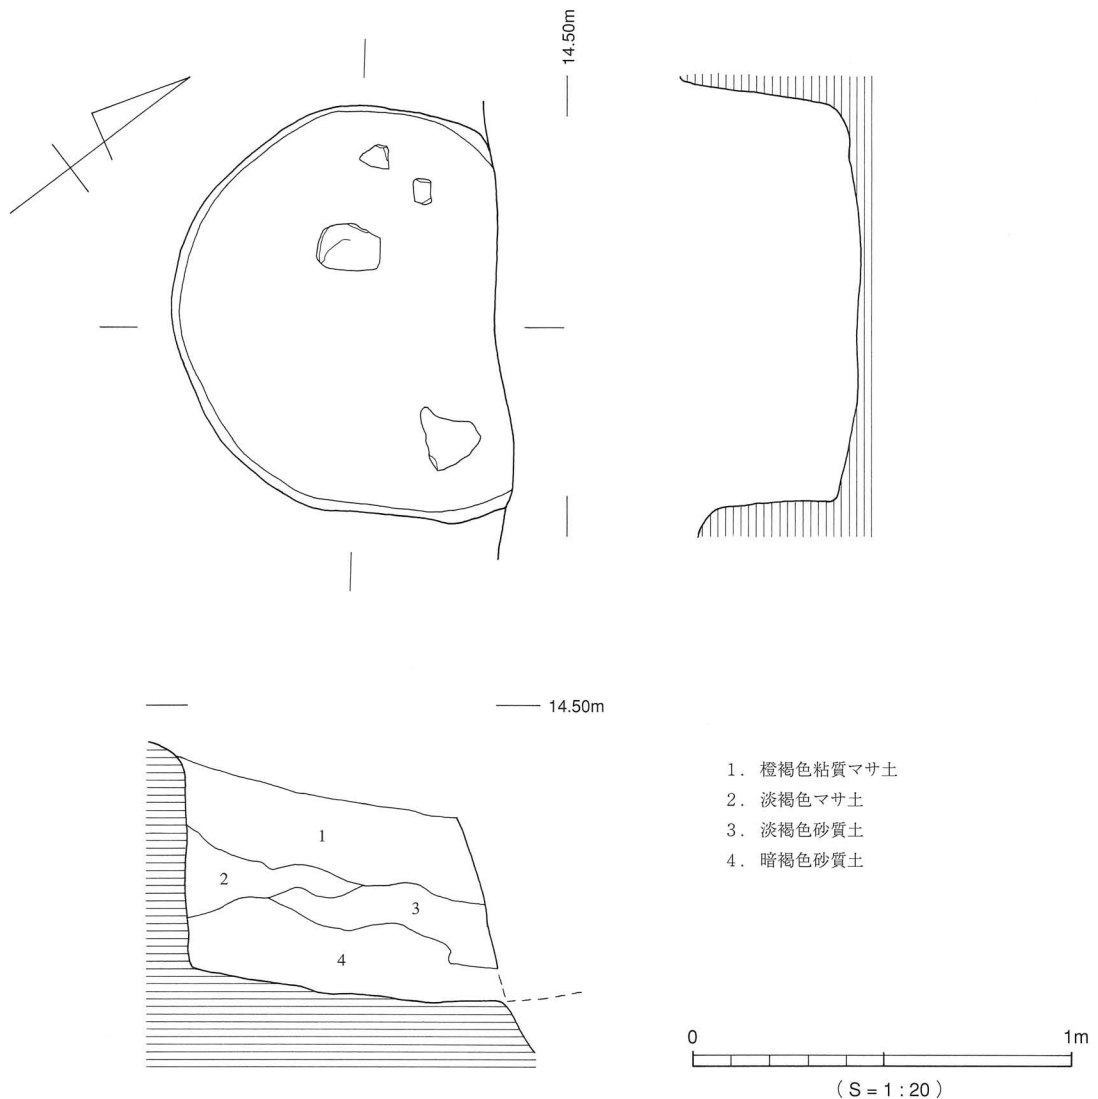 14.50m
14.50m
1. 橙褐色粘質マサ土
2. 淡褐色マサ土
3. 淡褐色砂質土
4. 暗褐色砂質土
1
2
3
4
0 1m
(S = 1 : 20)